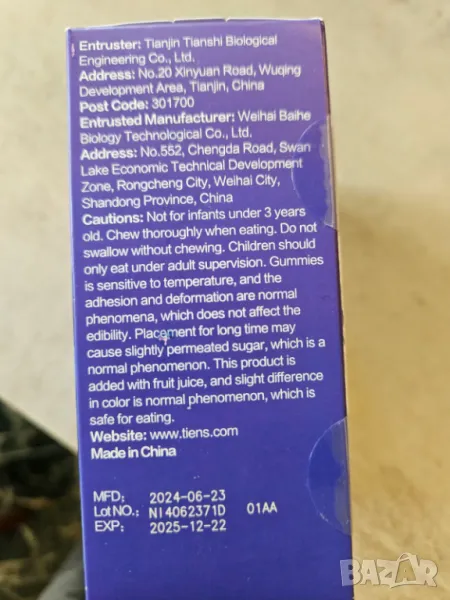 Entruster: Tianjin Tianshi Biological
Engineering Co., Ltd.
Address: No.20 Xinyuan Road, Wuqing
Development Area, Tianjin, China
Post Code: 301700
Entrusted Manufacturer: Weihai Baihe
Biology Technological Co., Ltd.
Address: No.552, Chengda Road, Swan
Lake Economic Technical Development
Zone, Rongcheng City, Weihai City,
Shandong Province, China
Cautions: Not for infants under 3 years
old. Chew thoroughly when eating. Do not
swallow without chewing. Children should
only eat under adult supervision. Gummies
is sensitive to temperature, and the
adhesion and deformation are normal
phenomena, which does not affect the
edibility. Placement for long time may
cause slightly permeated sugar, which is a
normal phenomenon. This product is
added with fruit juice, and slight difference
in color is normal phenomenon, which is
safe for eating.
Website: www.tiens.com
Made in China
MFD: 2024-06-23
Lot NO.: NI4062371D 01AA
EXP: 2025-12-22
BAZAR